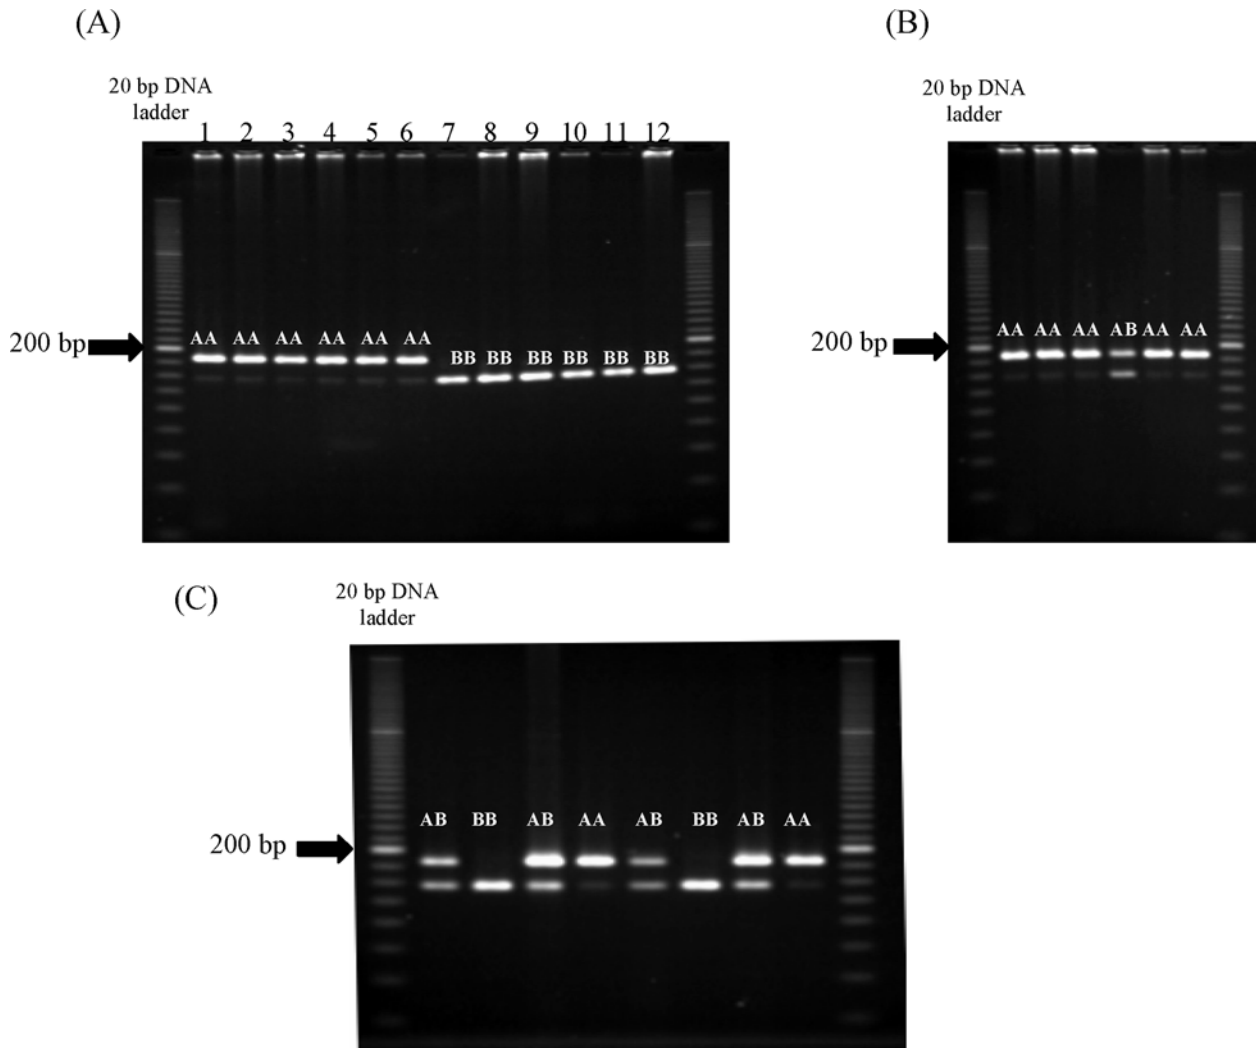 (A)
20 bp DNA
ladder
1 2 3 4 5 6 7 8 9 10 11 12
200 bp
AA AA AA AA AA AA BB BB BB BB BB BB
(B)
20 bp DNA
ladder
200 bp
AA AA AA AB AA AA
(C)
20 bp DNA
ladder
200 bp
AB BB AB AA AB BB AB AA